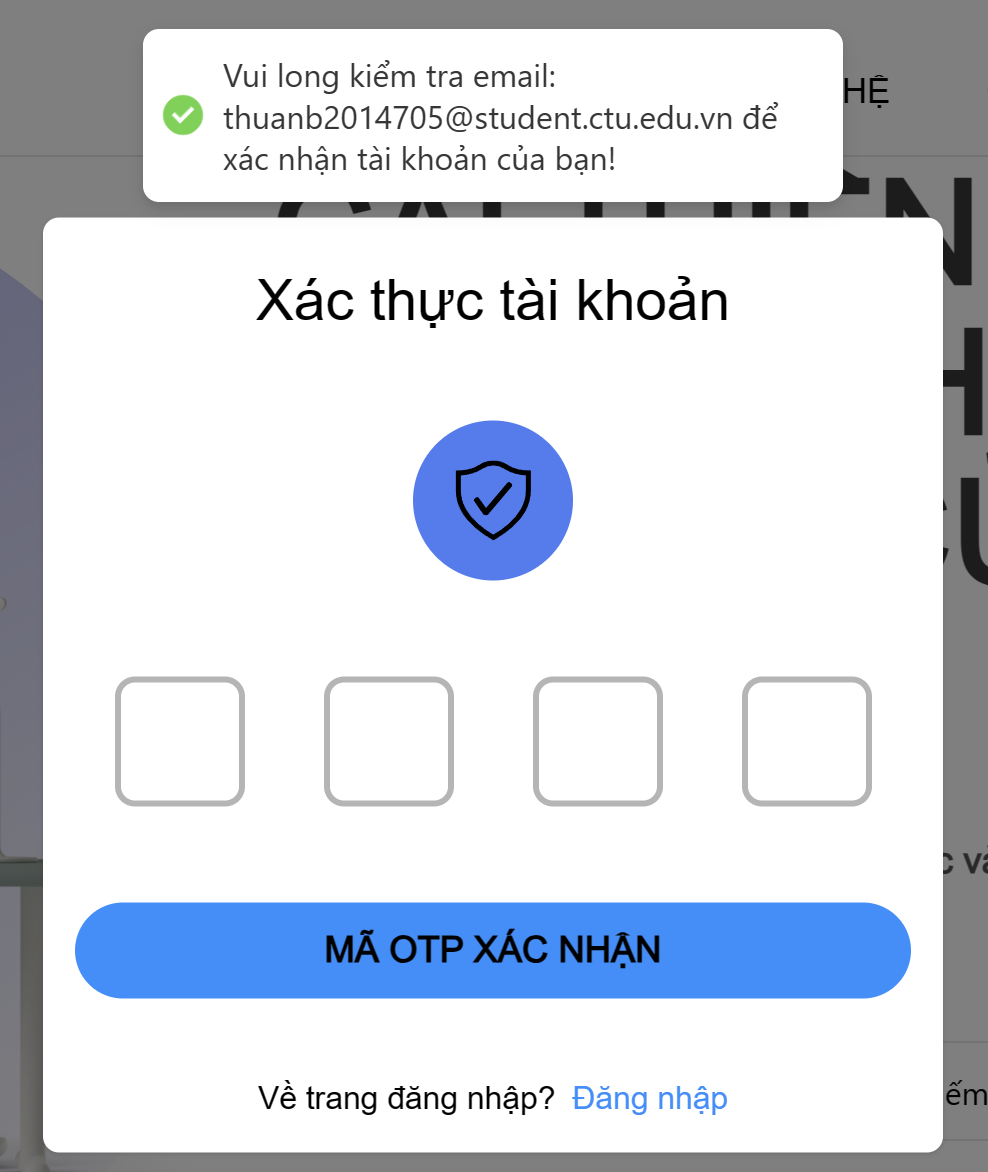 Vui long kiểm tra email:
thuanb2014705@student.ctu.edu.vn để
xác nhận tài khoản của bạn!
HỆ
Xác thực tài khoản
MÃ OTP XÁC NHẬN
Về trang đăng nhập? Đăng nhập